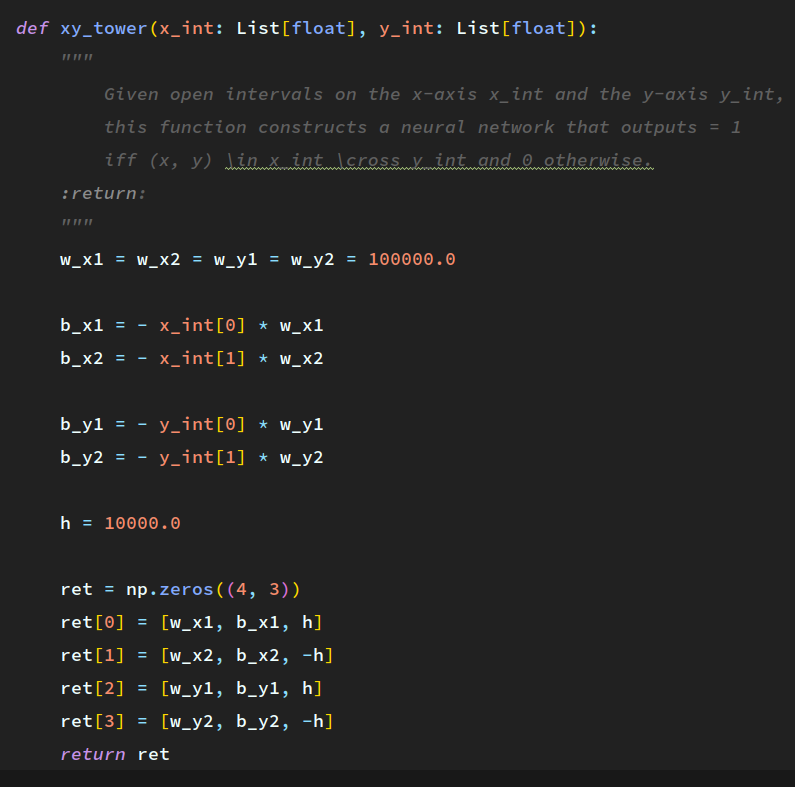 def xy_tower(x_int: List[float], y_int: List[float]):
    """
        Given open intervals on the x-axis x_int and the y-axis y_int,
        this function constructs a neural network that outputs = 1
        iff (x, y) \in x_int \cross y_int and 0 otherwise.
    :return:
    """
    w_x1 = w_x2 = w_y1 = w_y2 = 100000.0

    b_x1 = - x_int[0] * w_x1
    b_x2 = - x_int[1] * w_x2

    b_y1 = - y_int[0] * w_y1
    b_y2 = - y_int[1] * w_y2

    h = 10000.0

    ret = np.zeros((4, 3))
    ret[0] = [w_x1, b_x1, h]
    ret[1] = [w_x2, b_x2, -h]
    ret[2] = [w_y1, b_y1, h]
    ret[3] = [w_y2, b_y2, -h]
    return ret